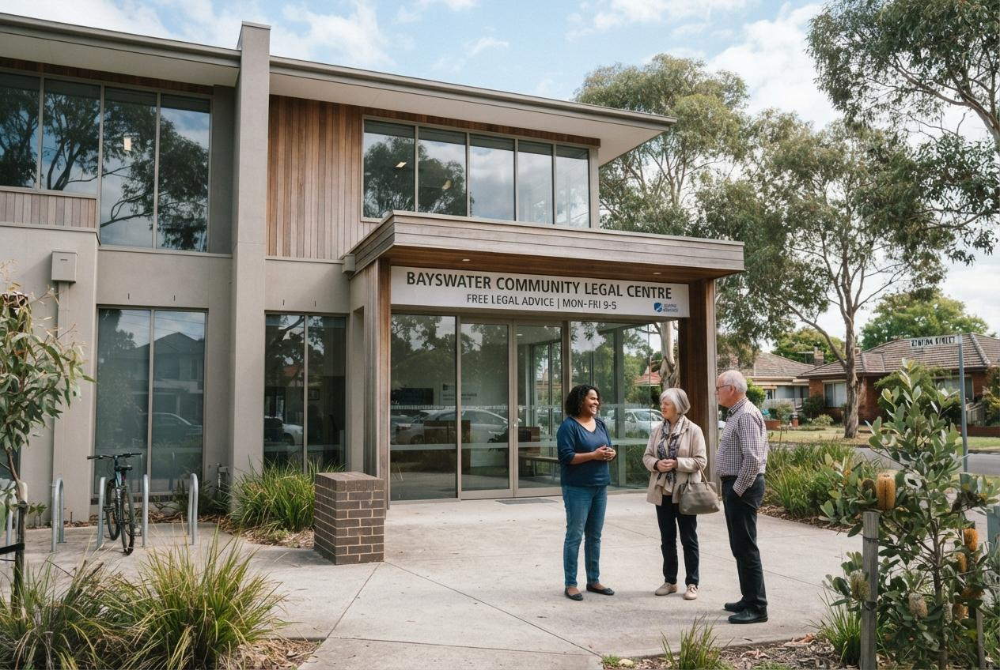 BAYSWATER COMMUNITY LEGAL CENTRE
FREE LEGAL ADVICE | MON-FRI 9-5